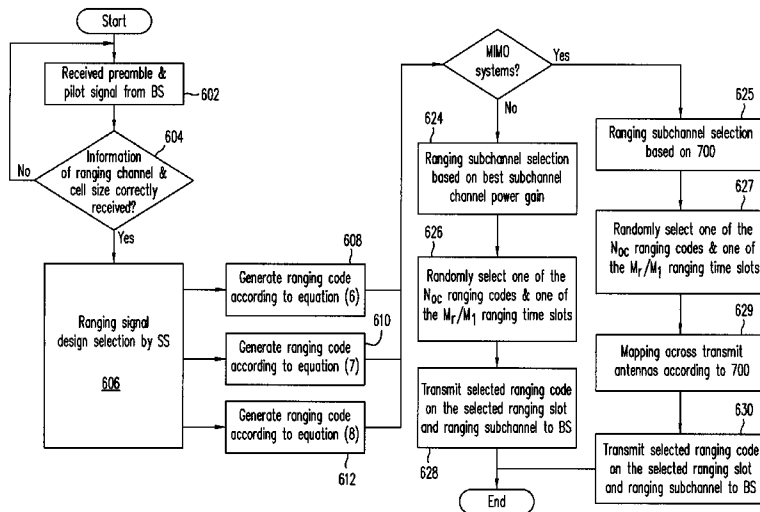 Start
Received preamble &
pilot signal from BS
602
604
Information
of ranging channel &
cell size correctly
received?
No
Yes
Ranging signal
design selection by SS
606
608
Generate ranging code
according to equation (6)
610
Generate ranging code
according to equation (7)
Generate ranging code
according to equation (8)
612
MIMO
systems?
Yes
No
624
Ranging subchannel selection
based on best subchannel
channel power gain
626
Randomly select one of the
NOC ranging codes & one
of the Mr/M1 ranging time slots
Transmit selected ranging code
on the selected ranging slot
and ranging subchannel to BS
628
End
625
Ranging subchannel selection
based on 700
627
Randomly select one of the
NOC ranging codes & one of
the Mr/M1 ranging time slots
629
Mapping across transmit
antennas according to 700
630
Transmit selected ranging code
on the selected ranging slot
and ranging subchannel to BS